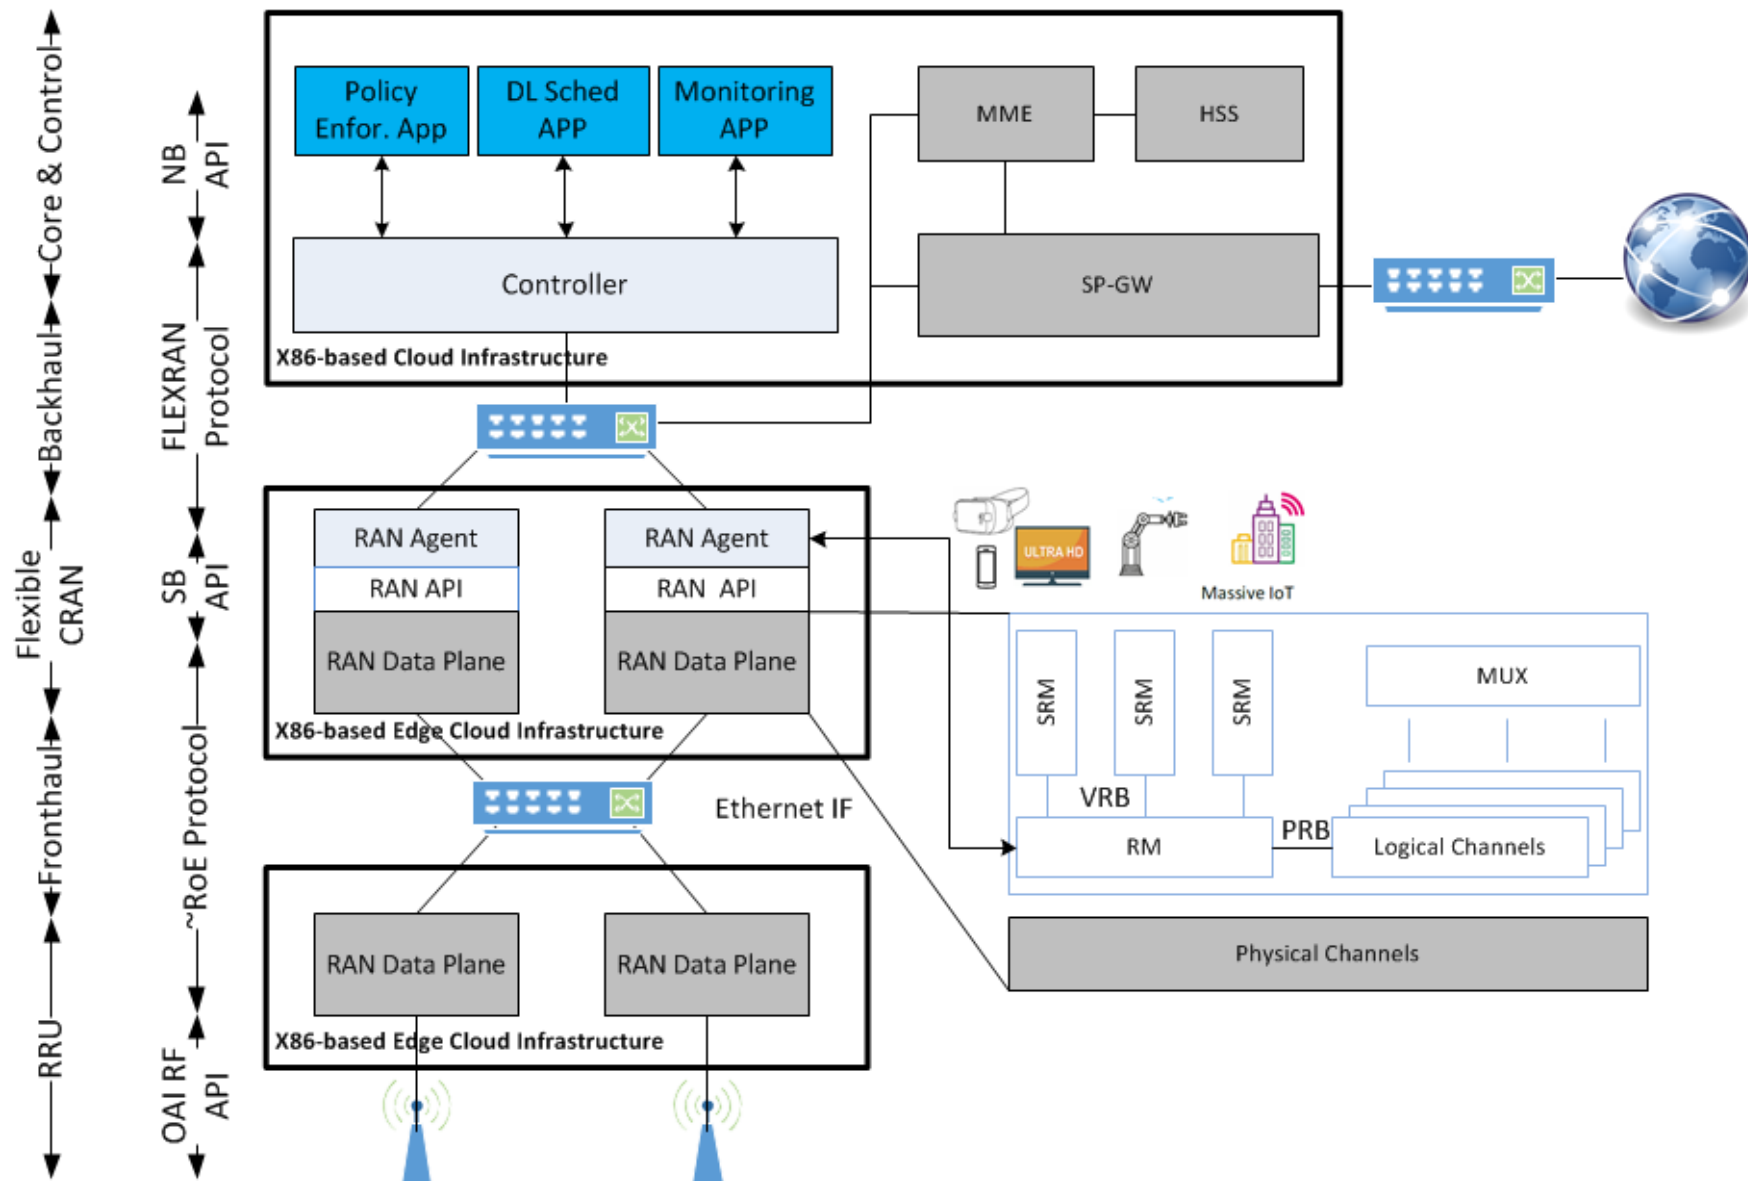 Core & Control
Backhaul
Flexible
CRAN
Fronthaul
RRU
NB
API
FLEXRAN
Protocol
SB
API
~RoE Protocol
OAI RF
API
Policy
Enfor. App
DL Sched
APP
Monitoring
APP
MME
HSS
Controller
SP-GW
X86-based Cloud Infrastructure
RAN Agent
RAN API
RAN Data Plane
RAN Agent
RAN API
RAN Data Plane
X86-based Edge Cloud Infrastructure
ULTRA HD
Massive IoT
SRM
SRM
SRM
MUX
VRB
RM
PRB
Logical Channels
Physical Channels
Ethernet IF
RAN Data Plane
RAN Data Plane
X86-based Edge Cloud Infrastructure